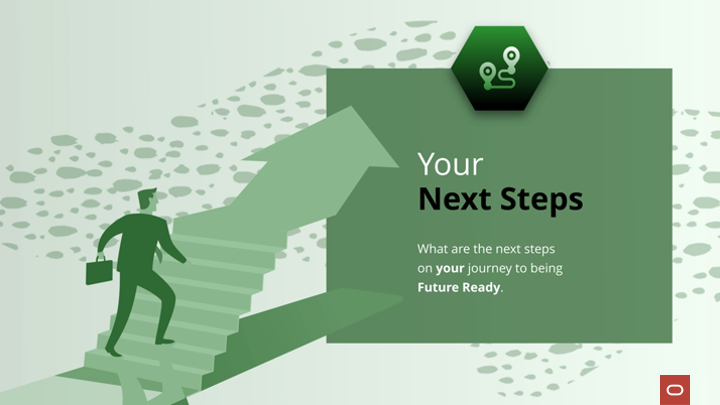 Your
Next Steps
What are the next steps
on your journey to being
Future Ready.